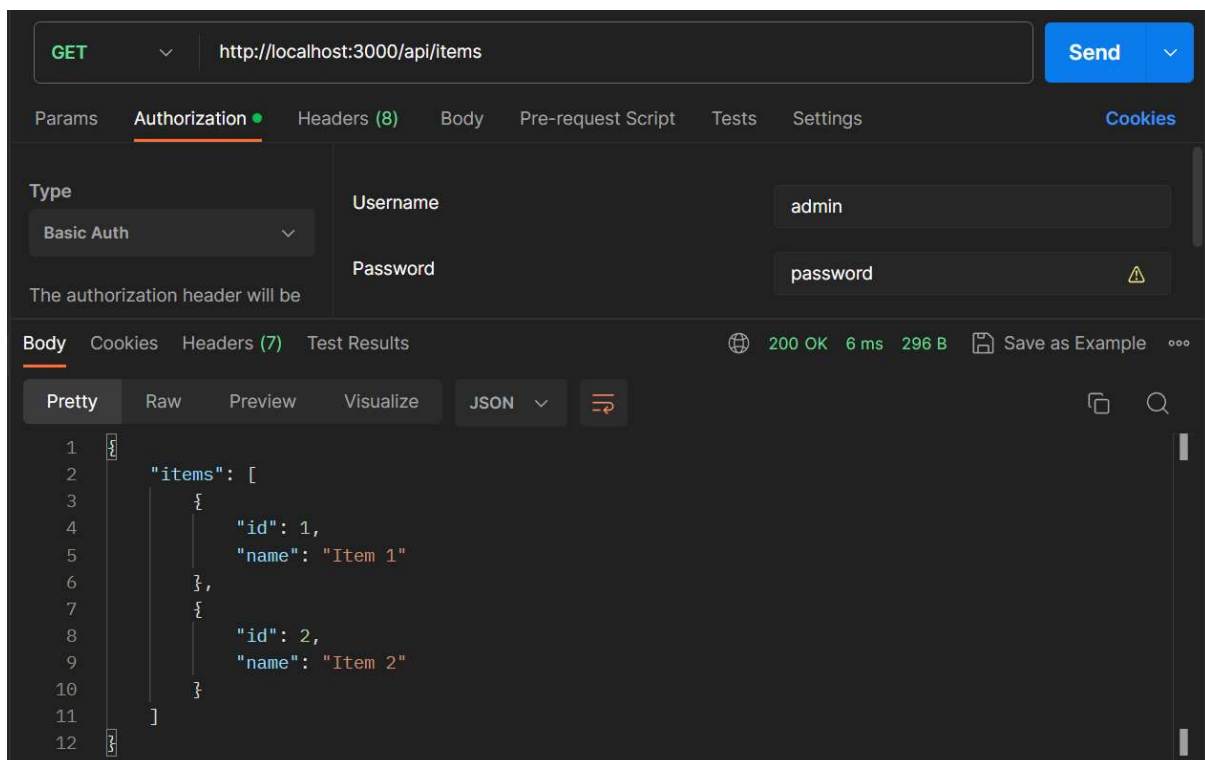 GET http://localhost:3000/api/items Send
Params Authorization Headers (8) Body Pre-request Script Tests Settings Cookies
Type
Basic Auth
The authorization header will be
Username admin
Password password
Body Cookies Headers (7) Test Results 200 OK 6 ms 296 B Save as Example
Pretty Raw Preview Visualize JSON
1 {
2 "items": [
3 {
4 "id": 1,
5 "name": "Item 1"
6 },
7 {
8 "id": 2,
9 "name": "Item 2"
10 }
11 ]
12 }